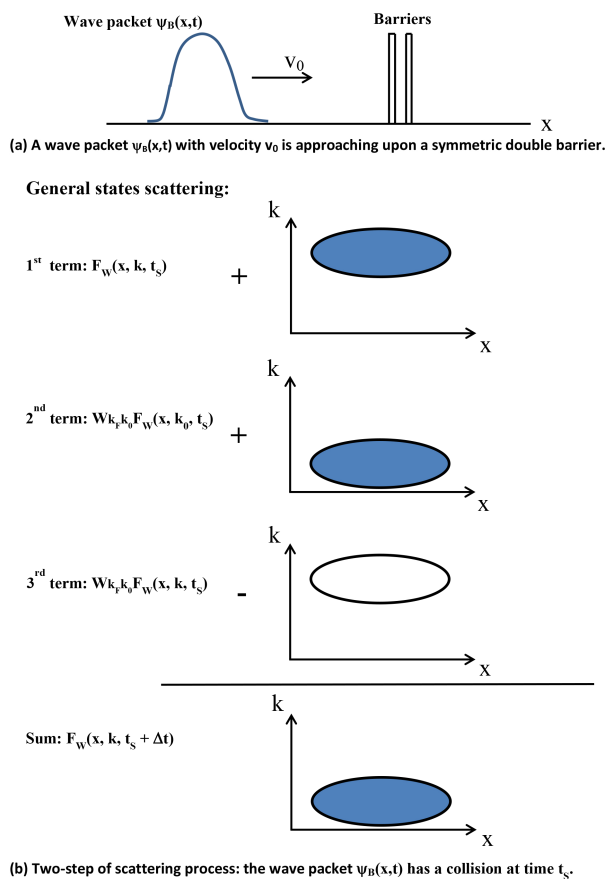 Wave packet ψB(x,t)
Barriers
V0
X
(a) A wave packet ψB(x,t) with velocity v0 is approaching upon a symmetric double barrier.
General states scattering:
k
1st term: FW(x, k, tS)
+
X
k
2nd term: WkFk0FW(x, k0, tS)
+
X
k
3rd term: WkFk0FW(x, k, tS)
-
X
k
Sum: FW(x, k, tS + Δt)
X
(b) Two-step of scattering process: the wave packet ψB(x,t) has a collision at time tS.